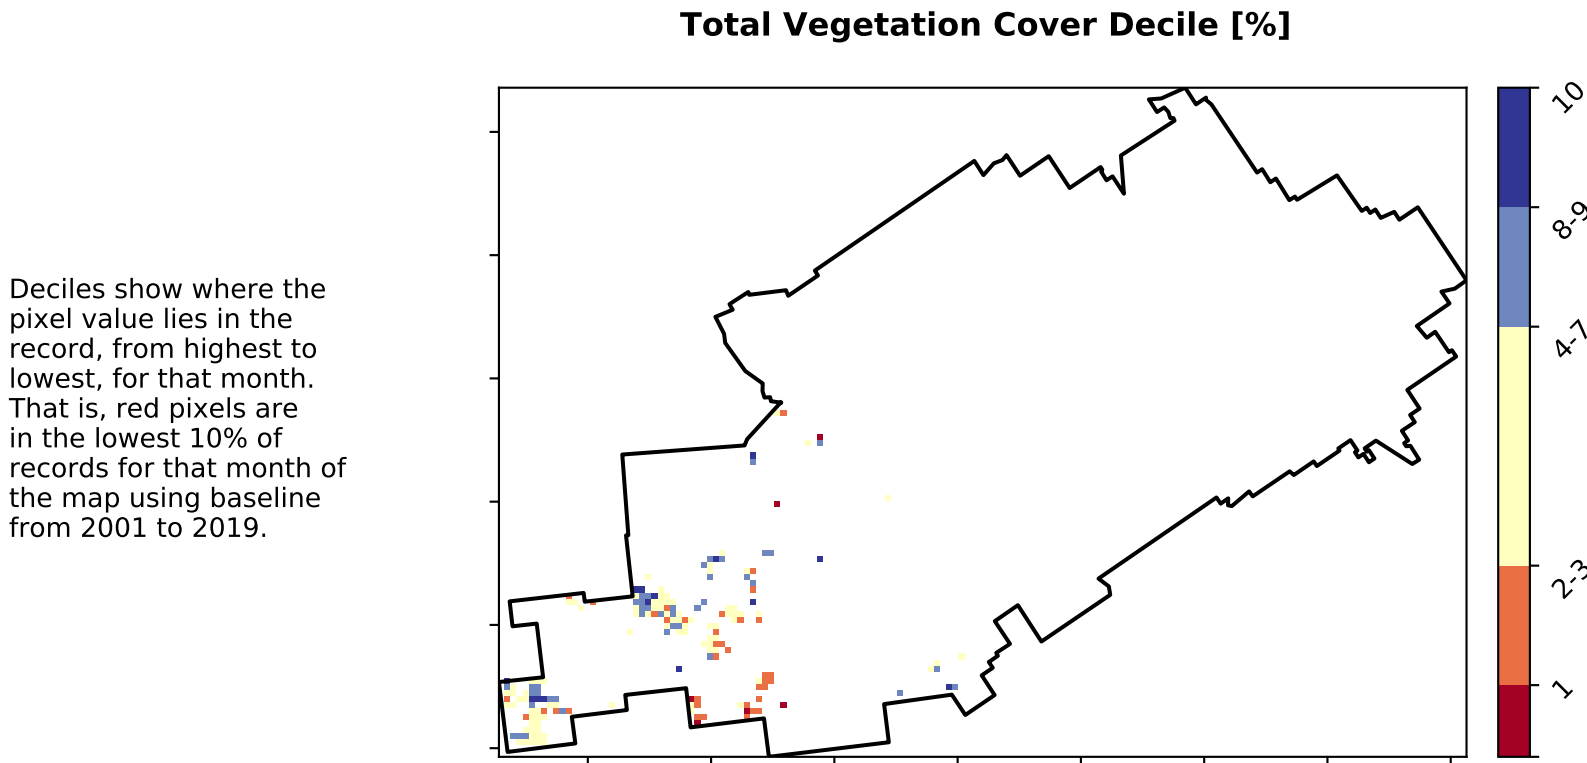 Total Vegetation Cover Decile [%]
Deciles show where the
pixel value lies in the
record, from highest to
lowest, for that month.
That is, red pixels are
in the lowest 10% of
records for that month of
the map using baseline
from 2001 to 2019.
10
8-9
4-7
2-3
1